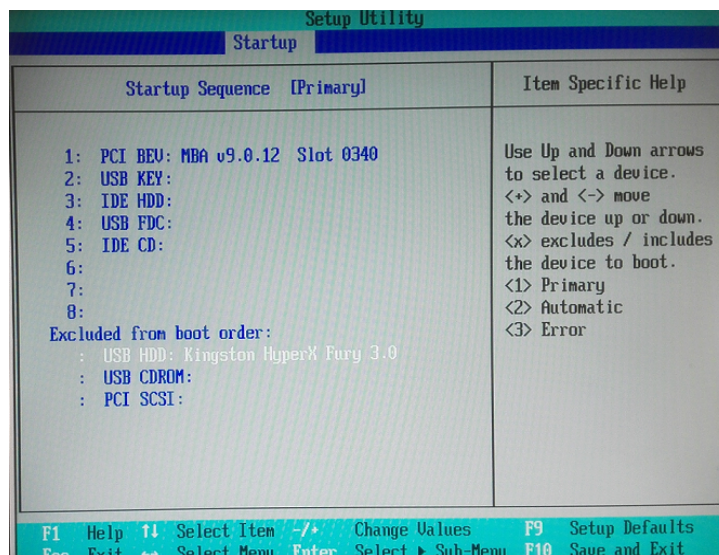 Setup Utility
Startup
Startup Sequence [Primary]
Item Specific Help
1: PCI BEV: MBA v9.0.12 Slot 0340
2: USB KEY:
3: IDE HDD:
4: USB FDC:
5: IDE CD:
6:
7:
8:
Excluded from boot order:
: USB HDD: Kingston HyperX Fury 3.0
: USB CDROM:
: PCI SCSI:
Use Up and Down arrows
to select a device.
<+> and <-> move
the device up or down.
<x> excludes / includes
the device to boot.
<1> Primary
<2> Automatic
<3> Error
F1 Help ↑↓ Select Item -/+ Change Values F9 Setup Defaults
Esc Exit ↔ Select Menu Enter Select ▶ Sub-Menu F10 Save and Exit